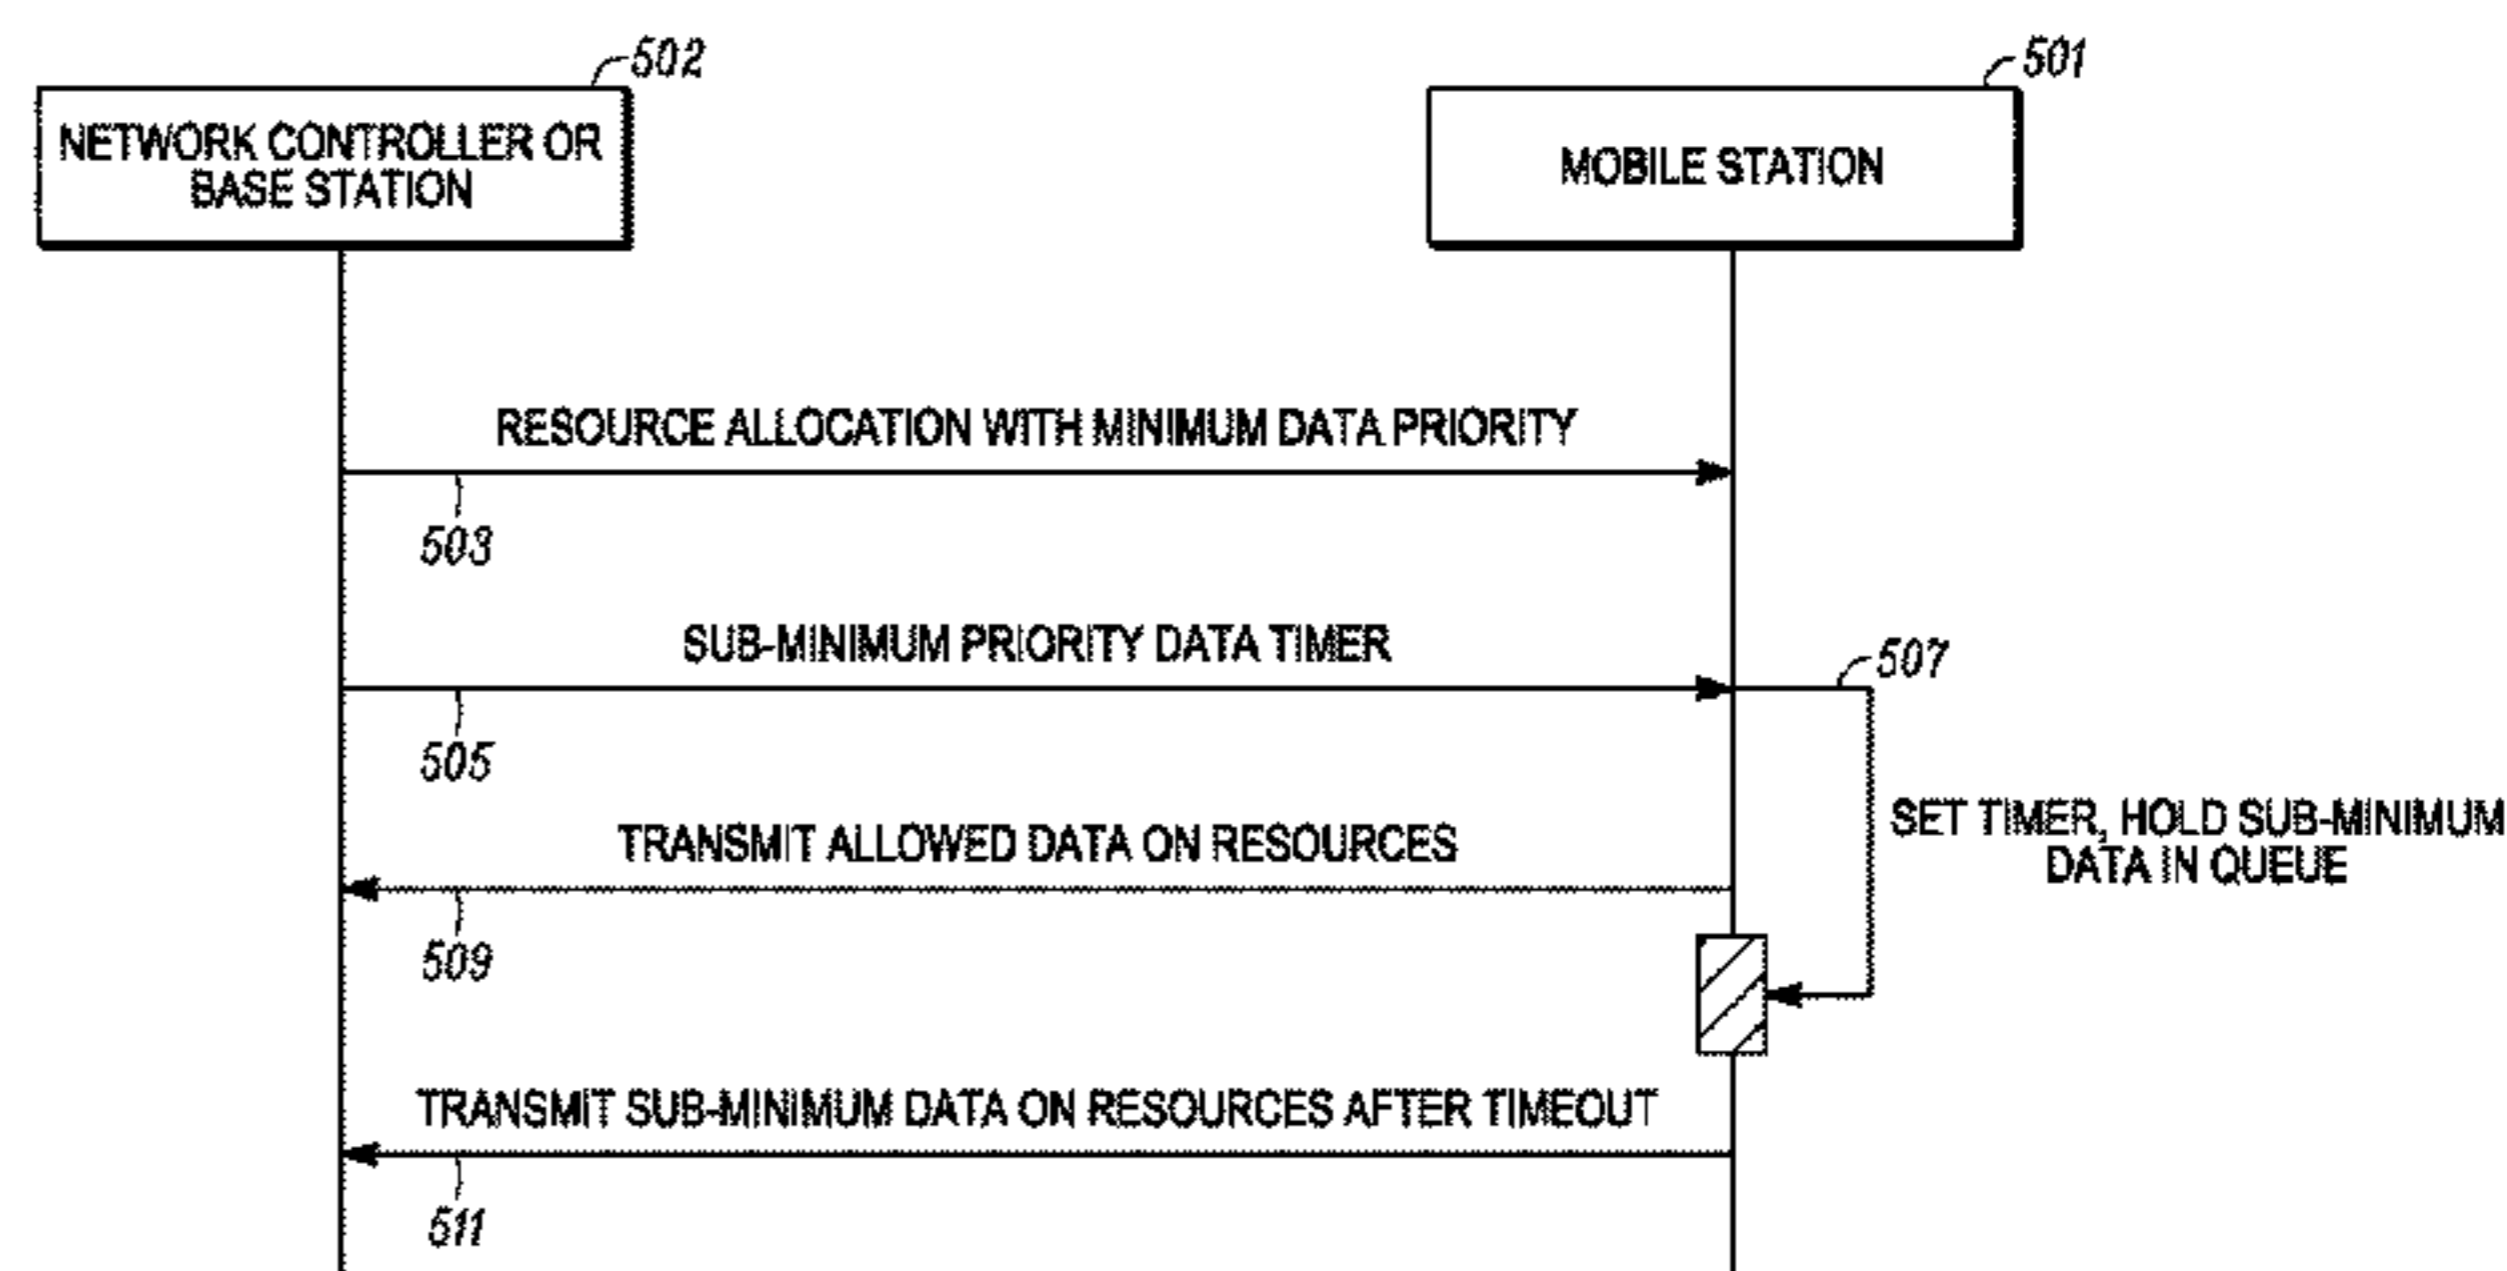 502
501
NETWORK CONTROLLER OR
BASE STATION
MOBILE STATION
RESOURCE ALLOCATION WITH MINIMUM DATA PRIORITY
503
SUB-MINIMUM PRIORITY DATA TIMER
507
505
SET TIMER, HOLD SUB-MINIMUM
DATA IN QUEUE
TRANSMIT ALLOWED DATA ON RESOURCES
509
TRANSMIT SUB-MINIMUM DATA ON RESOURCES AFTER TIMEOUT
511